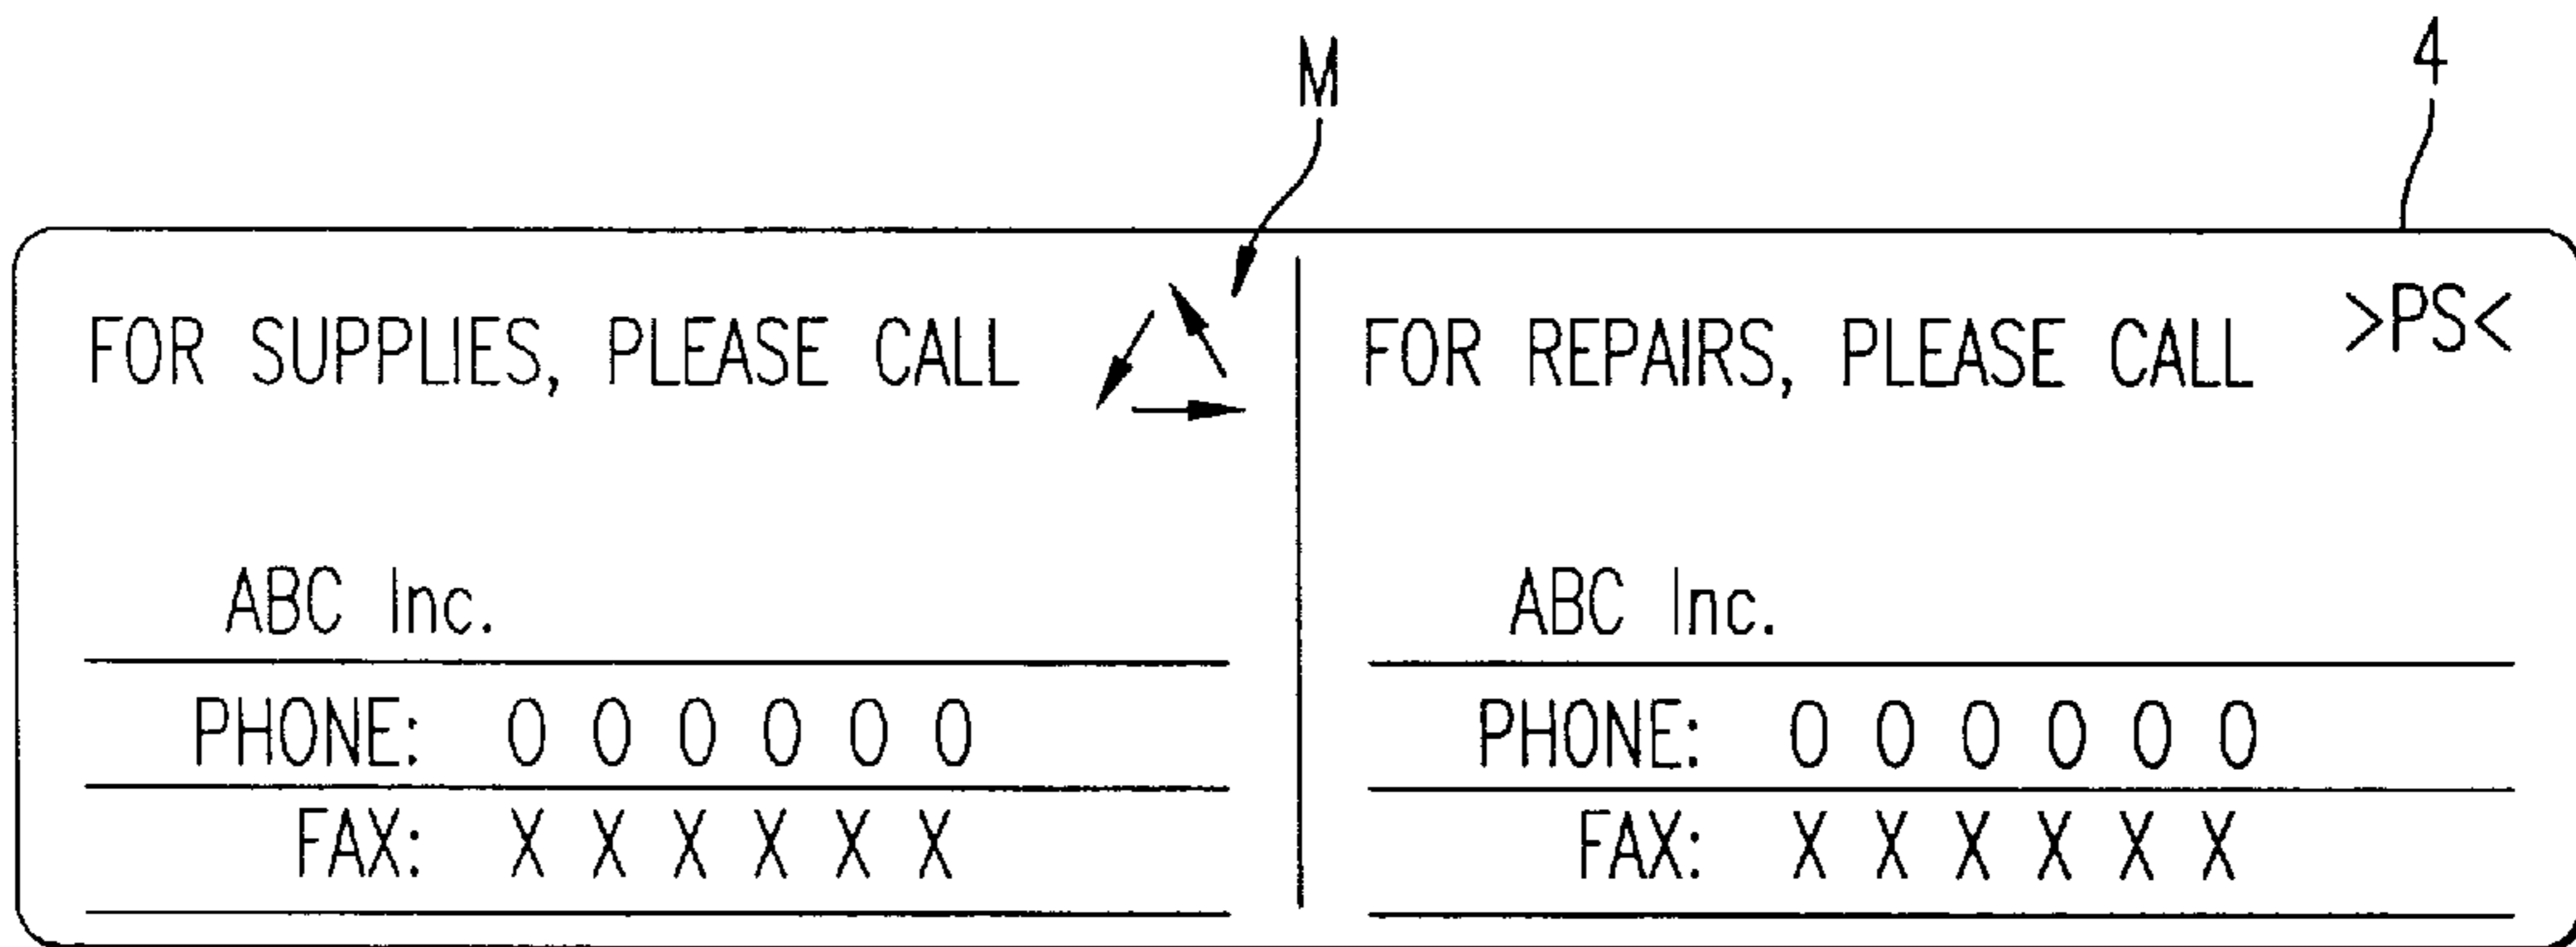 M
4
FOR SUPPLIES, PLEASE CALL
ABC Inc.
PHONE: 0 0 0 0 0 0
FAX: X X X X X X
FOR REPAIRS, PLEASE CALL
>PS<
ABC Inc.
PHONE: 0 0 0 0 0 0
FAX: X X X X X X